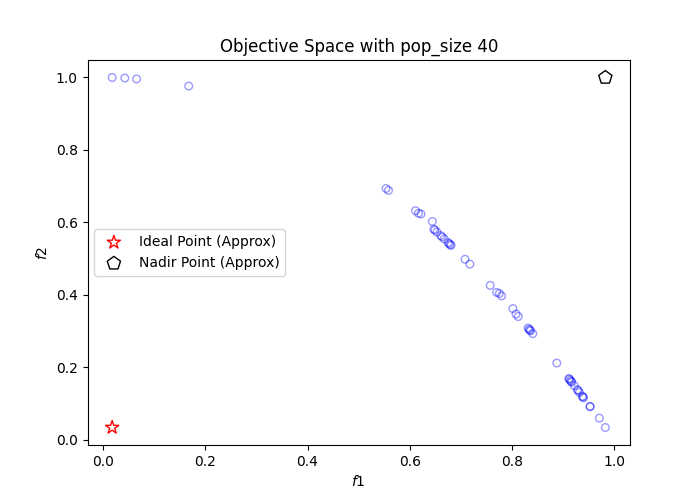 Objective Space with pop_size 40
1.0
0.8
0.6
0.4
0.2
0.0
f2
Ideal Point (Approx)
Nadir Point (Approx)
0.0 0.2 0.4 0.6 0.8 1.0
f1